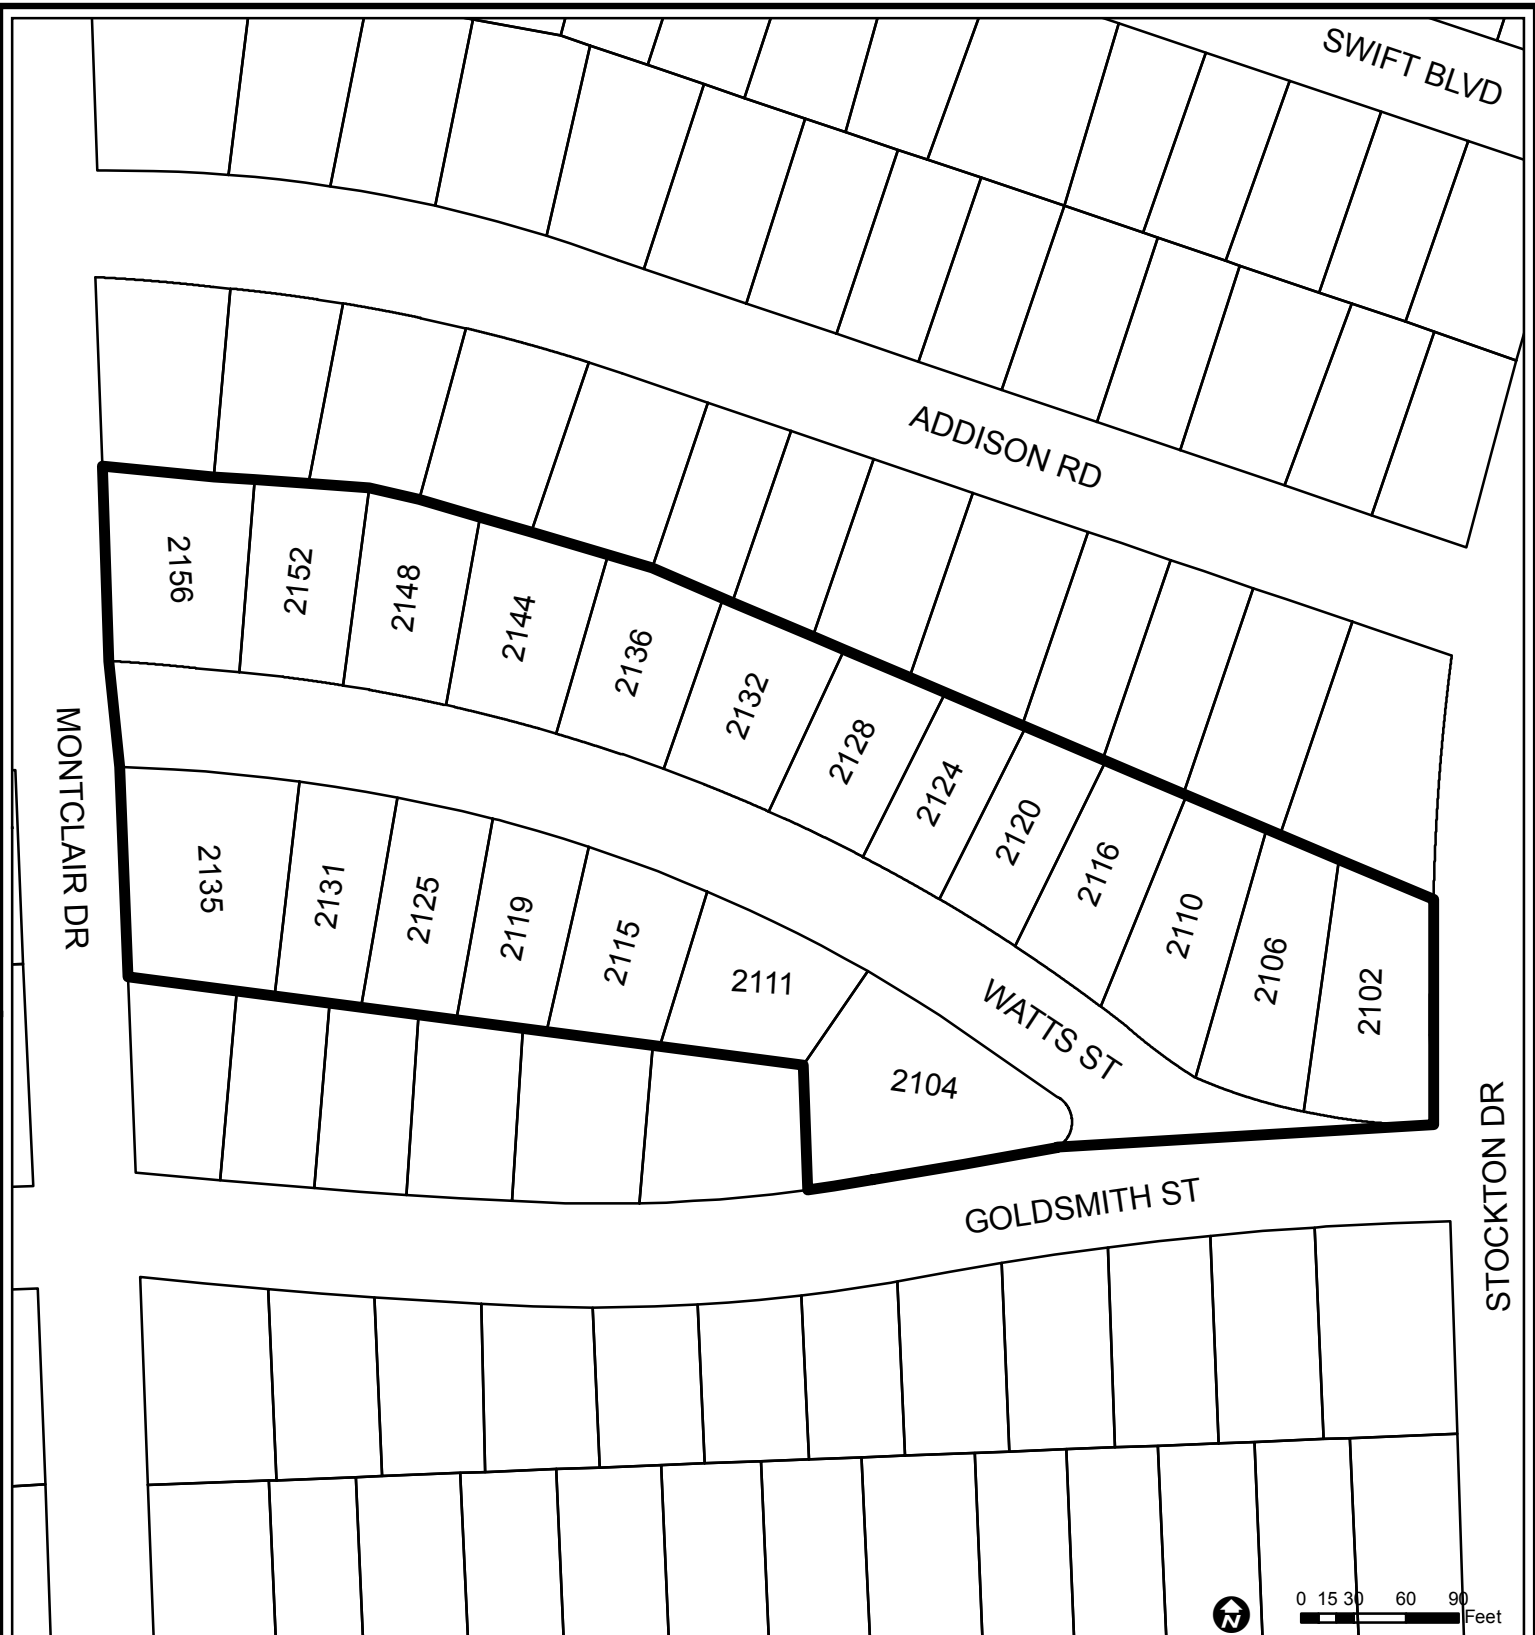 SWIFT BLVD
ADDISON RD
2156
2152
2148
2144
2136
2132
2128
2124
2120
2116
2110
2106
2102
MONTCLAIR DR
2135
2131
2125
2119
2115
2111
2104
WATTS ST
GOLDSMITH ST
STOCKTON DR
N
0 15 30 60 90
Feet